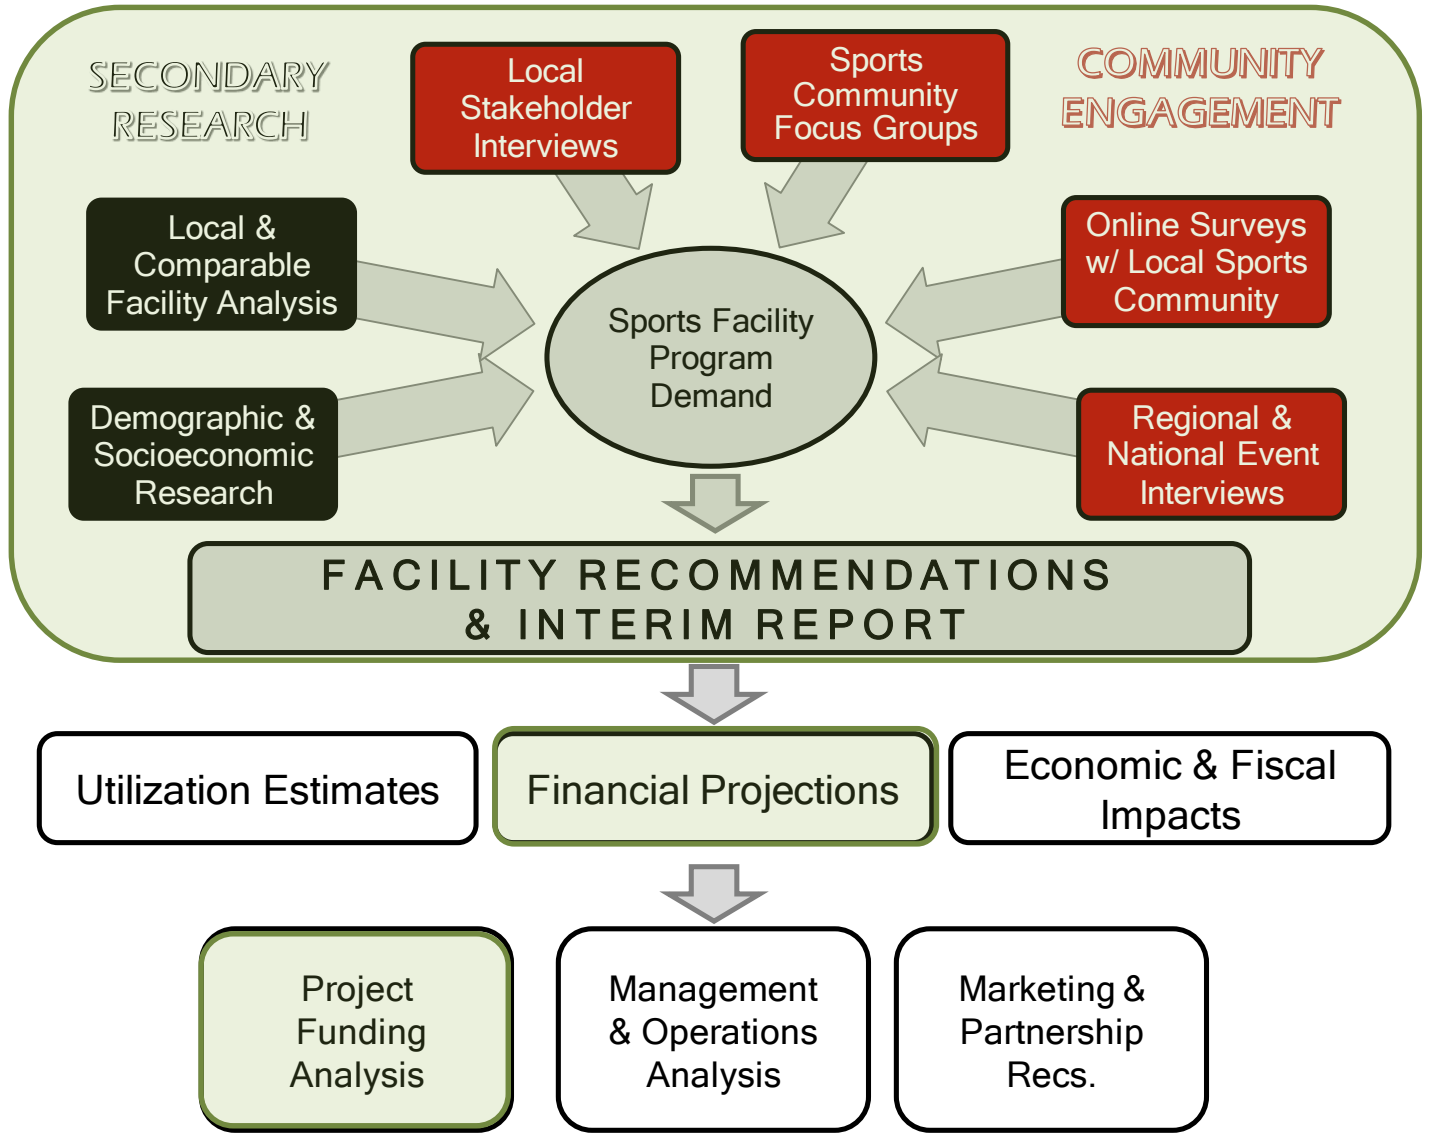 SECONDARY
RESEARCH
Local
Stakeholder
Interviews
Sports
Community
Focus Groups
COMMUNITY
ENGAGEMENT
Local &
Comparable
Facility Analysis
Online Surveys
w/ Local Sports
Community
Sports Facility
Program
Demand
Demographic &
Socioeconomic
Research
Regional &
National Event
Interviews
FACILITY RECOMMENDATIONS
& INTERIM REPORT
Utilization Estimates
Financial Projections
Economic & Fiscal
Impacts
Project
Funding
Analysis
Management
& Operations
Analysis
Marketing &
Partnership
Recs.